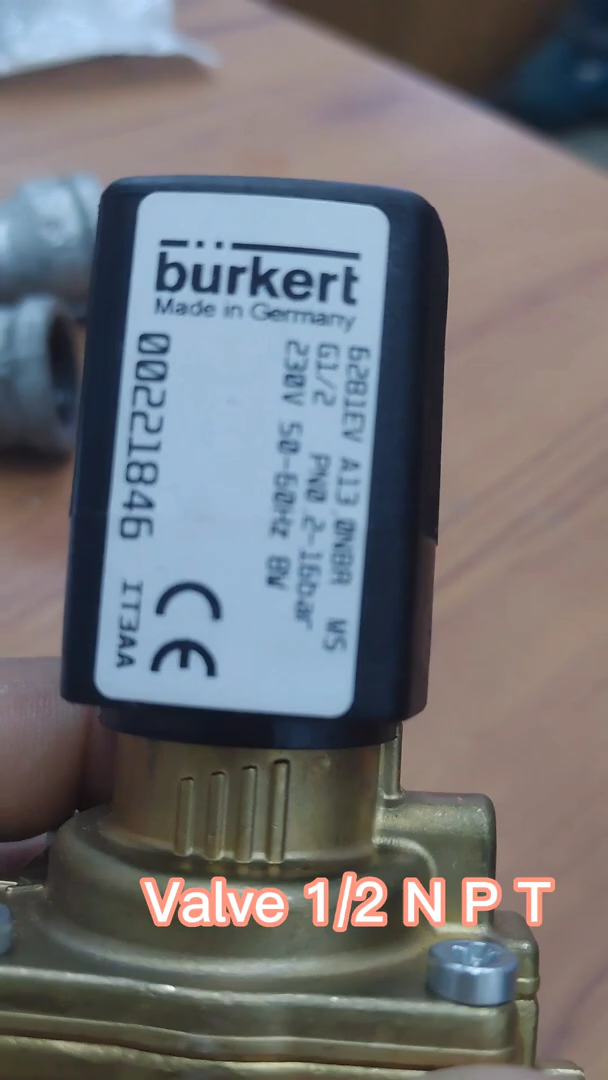 bürkert
Made in Germany
6281EV A13,0NBR MS
G1/2 PN0,2-16bar
230V 50-60Hz 8W
00221846 IT3AA
CE
Valve 1/2 N P T